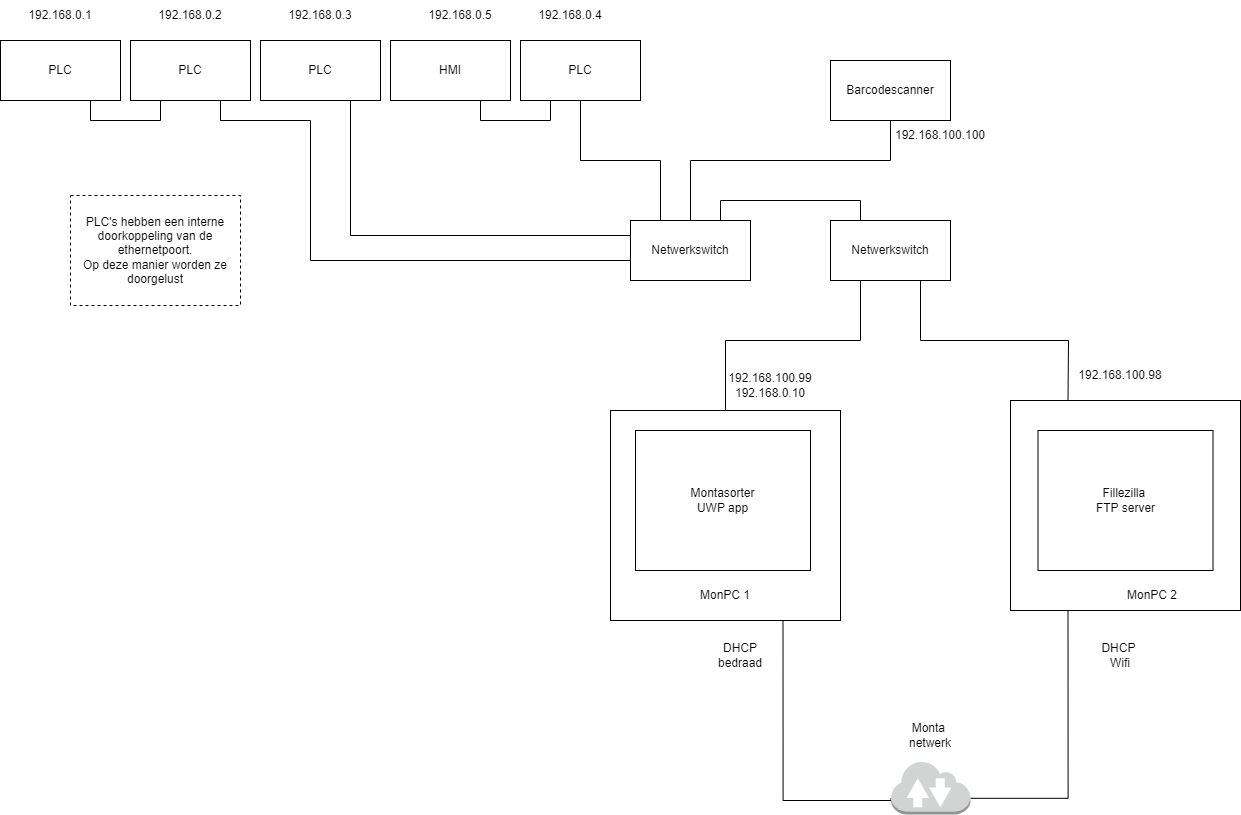 192.168.0.1
192.168.0.2
192.168.0.3
192.168.0.5
192.168.0.4
PLC
PLC
PLC
HMI
PLC
Barcodescanner
192.168.100.100
PLC's hebben een interne
doorkoppeling van de
ethernetpoort.
Op deze manier worden ze
doorgelust
Netwerkswitch
Netwerkswitch
192.168.100.99
192.168.0.10
192.168.100.98
Montasorter
UWP app
MonPC 1
Fillezilla
FTP server
MonPC 2
DHCP
bedraad
DHCP
Wifi
Monta
netwerk